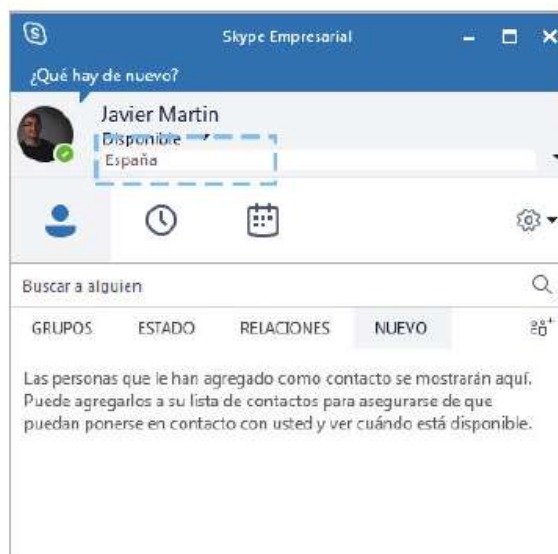 Skype Empresarial
¿Qué hay de nuevo?
Javier Martin
Disponible
España
Buscar a alguien
GRUPOS ESTADO RELACIONES NUEVO
Las personas que le han agregado como contacto se mostrarán aquí.
Puede agregarlos a su lista de contactos para asegurarse de que
puedan ponerse en contacto con usted y ver cuándo está disponible.